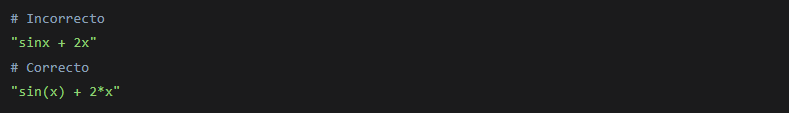 # Incorrecto
"sinx + 2x"
# Correcto
"sin(x) + 2*x"